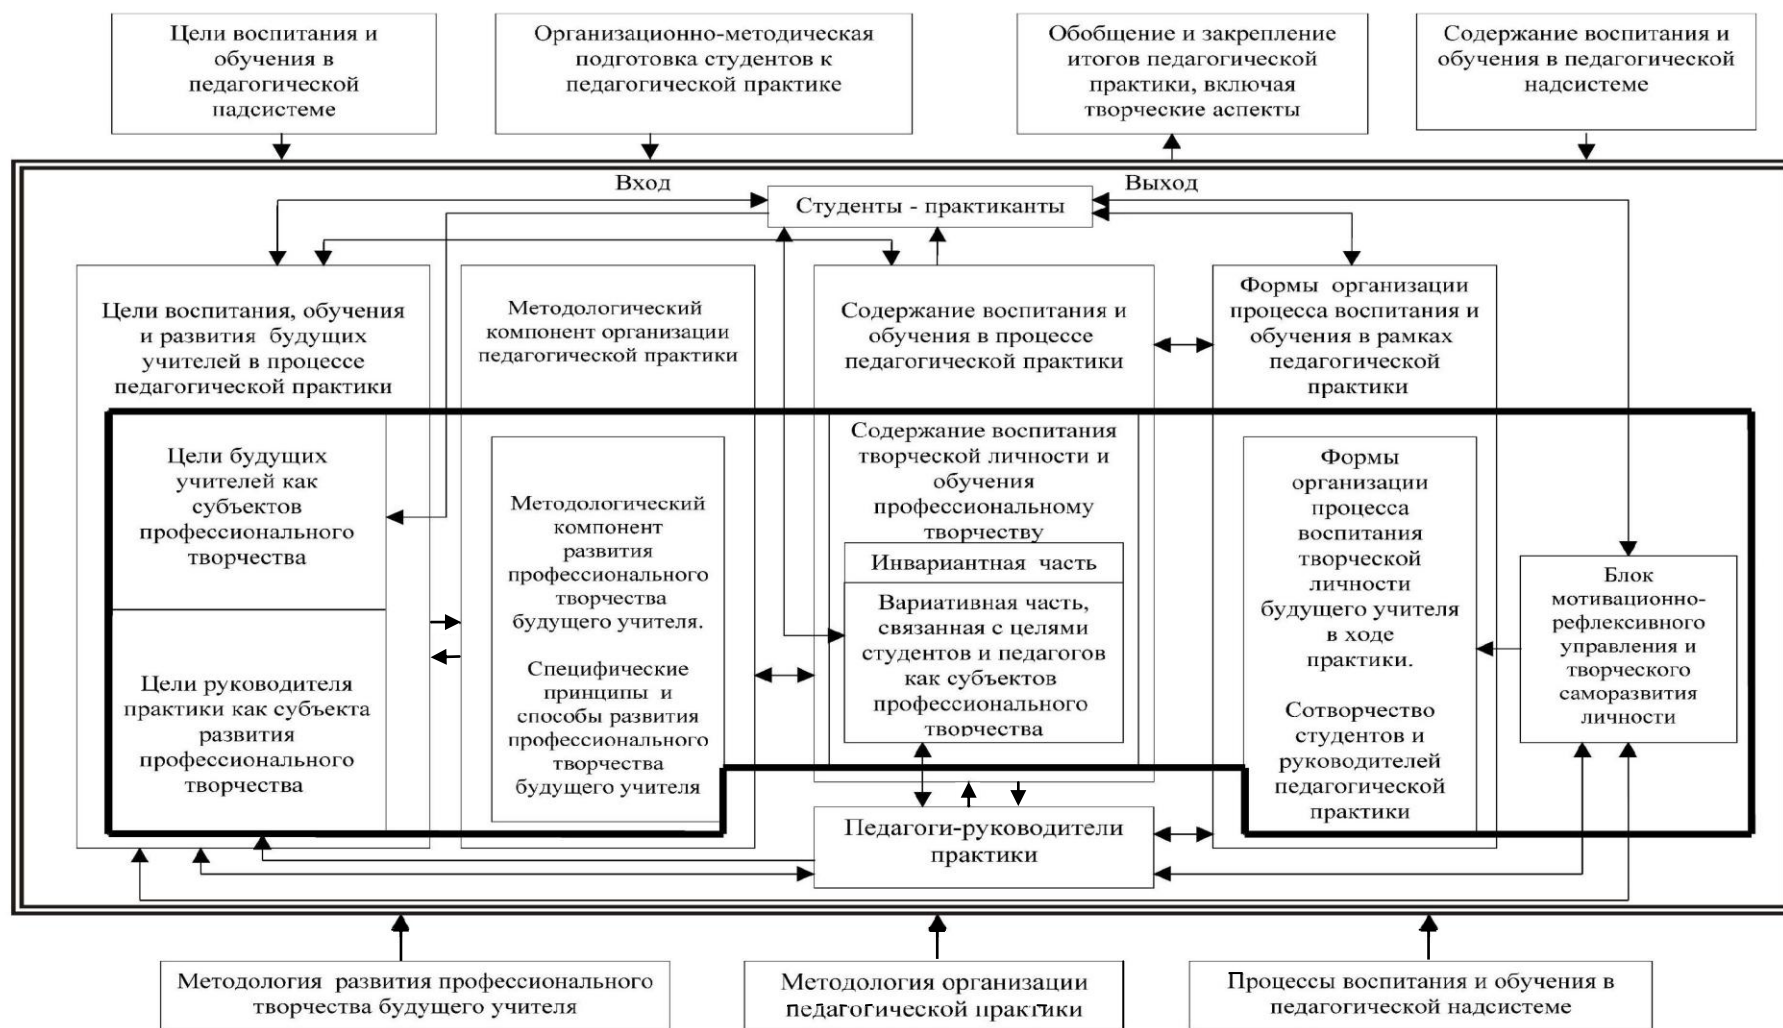 Цели воспитания и
обучения в
педагогической
надсистеме
Организационно-методическая
подготовка студентов к
педагогической практике
Обобщение и закрепление
итогов педагогической
практики, включая
творческие аспекты
Содержание воспитания и
обучения в педагогической
надсистеме
Вход
Выход
Студенты - практиканты
Цели воспитания, обучения
и развития будущих
учителей в процессе
педагогической практики
Методологический
компонент организации
педагогической практики
Содержание воспитания и
обучения в процессе
педагогической практики
Формы организации
процесса воспитания и
обучения в рамках
педагогической
практики
Цели будущих
учителей как
субъектов
профессионального
творчества
Цели руководителя
практики как субъекта
развития
профессионального
творчества
Методологический
компонент
развития
профессионального
творчества
будущего учителя.
Специфические
принципы и
способы развития
профессионального
творчества
будущего учителя
Содержание воспитания
творческой личности и
обучения
профессиональному
творчеству
Инвариантная часть
Вариативная часть,
связанная с целями
студентов и педагогов
как субъектов
профессионального
творчества
Формы
организации
процесса
воспитания
творческой
личности
будущего учителя
в ходе
практики.
Сотворчество
студентов и
руководителей
педагогической
практики
Блок
мотивационно-
рефлексивного
управления и
творческого
саморазвития
личности
Педагоги-руководители
практики
Методология развития профессионального
творчества будущего учителя
Методология организации
педагогической практики
Процессы воспитания и обучения в
педагогической надсистеме